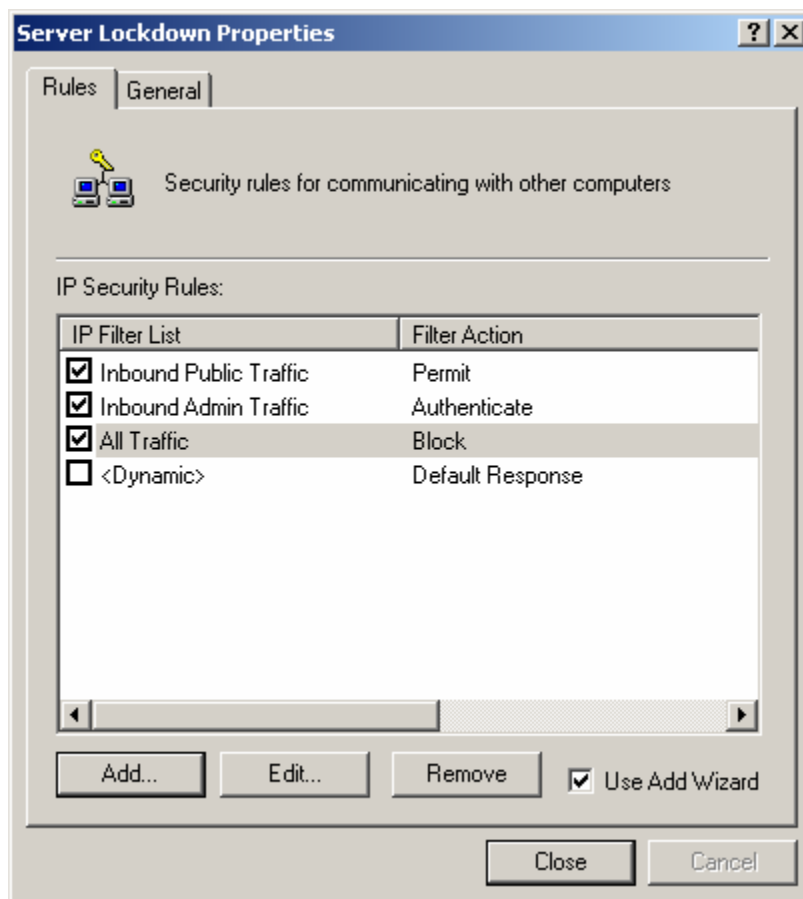 Server Lockdown Properties
Rules
General
Security rules for communicating with other computers
IP Security Rules:
IP Filter List Filter Action
Inbound Public Traffic Permit
Inbound Admin Traffic Authenticate
All Traffic Block
<Dynamic> Default Response
Add... Edit... Remove Use Add Wizard
Close Cancel